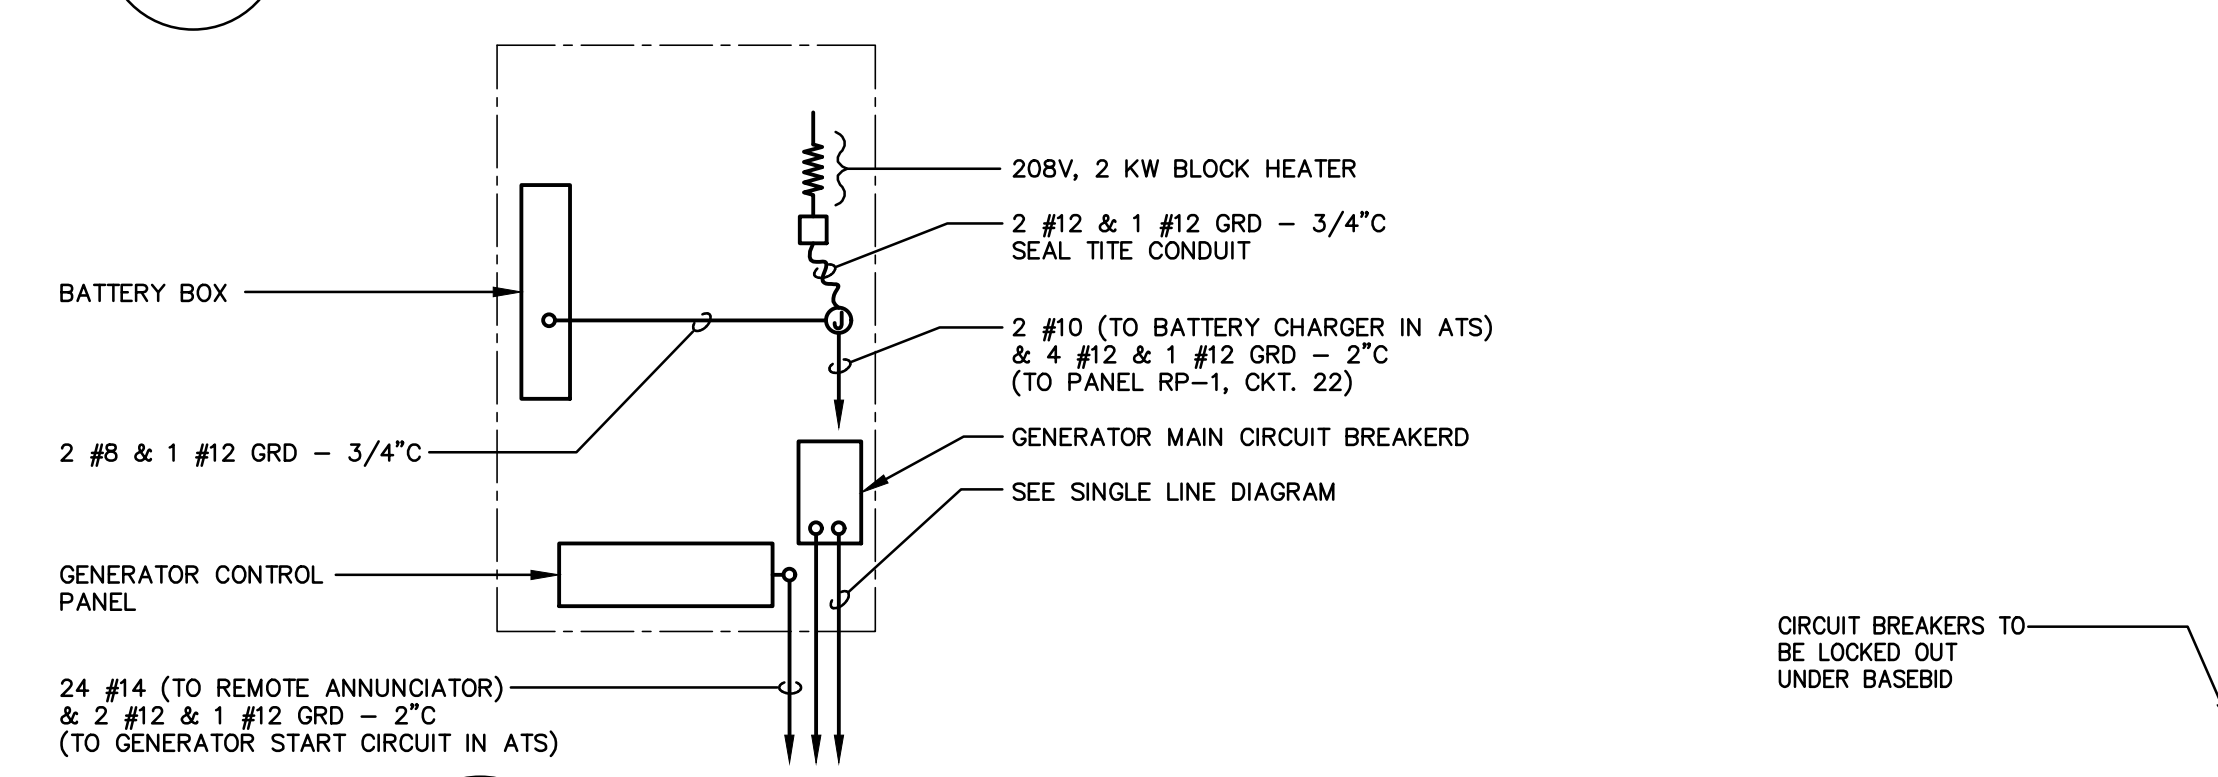 208V, 2 KW BLOCK HEATER
2 #12 & 1 #12 GRD - 3/4"C
SEAL TITE CONDUIT
BATTERY BOX
J
2 #10 (TO BATTERY CHARGER IN ATS)
& 4 #12 & 1 #12 GRD - 2"C
(TO PANEL RP-1, CKT. 22)
2 #8 & 1 #12 GRD - 3/4"C
GENERATOR MAIN CIRCUIT BREAKERD
SEE SINGLE LINE DIAGRAM
GENERATOR CONTROL
PANEL
24 #14 (TO REMOTE ANNUNCIATOR)
& 2 #12 & 1 #12 GRD - 2"C
(TO GENERATOR START CIRCUIT IN ATS)
CIRCUIT BREAKERS TO
BE LOCKED OUT
UNDER BASEBID